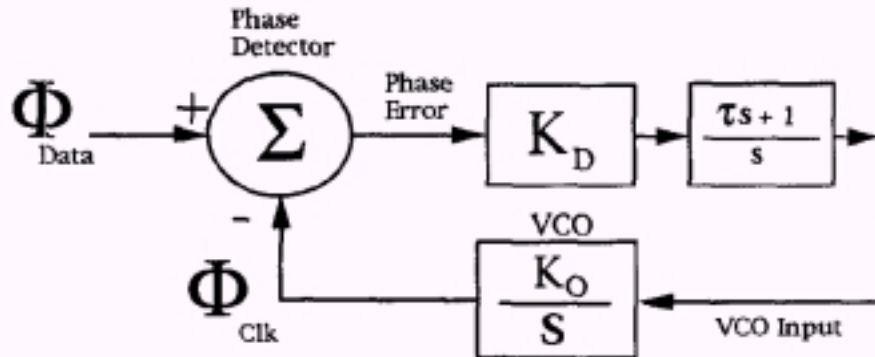 Phase
Detector
Φ Data
+
Σ
Phase
Error
K D
τs + 1
s
-
Φ Clk
VCO
K O
S
VCO Input